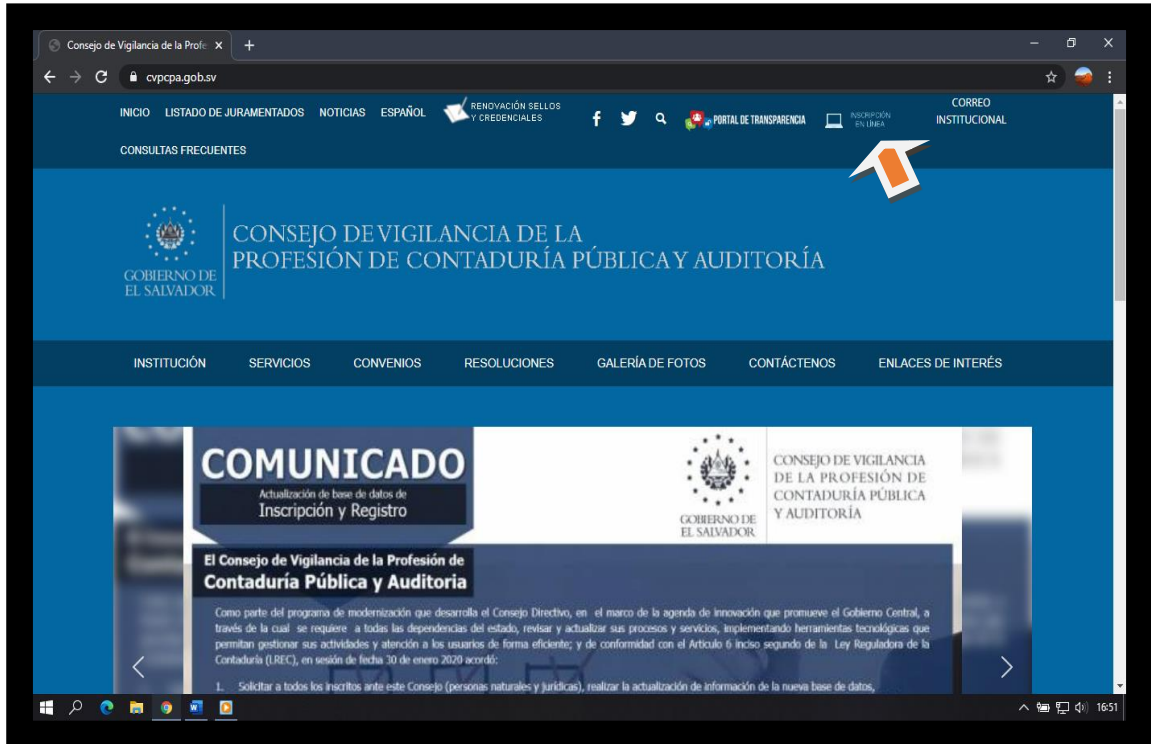 Consejo de Vigilancia de la Profe
cvpcpa.gob.sv
INICIO LISTADO DE JURAMENTADOS NOTICIAS ESPAÑOL RENOVACIÓN SELLOS
Y CREDENCIALES
PORTAL DE TRANSPARENCIA
INSCRIPCIÓN
EN LÍNEA
CORREO
INSTITUCIONAL
CONSULTAS FRECUENTES
GOBIERNO DE
EL SALVADOR
CONSEJO DE VIGILANCIA DE LA
PROFESIÓN DE CONTADURÍA PÚBLICA Y AUDITORÍA
INSTITUCIÓN SERVICIOS CONVENIOS RESOLUCIONES GALERÍA DE FOTOS CONTÁCTENOS ENLACES DE INTERÉS
COMUNICADO
Actualización de base de datos de
Inscripción y Registro
GOBIERNO DE
EL SALVADOR
CONSEJO DE VIGILANCIA
DE LA PROFESIÓN DE
CONTADURÍA PÚBLICA
Y AUDITORÍA
El Consejo de Vigilancia de la Profesión de
Contaduría Pública y Auditoria
Como parte del programa de modernización que desarrolla el Consejo Directivo, en el marco de la agenda de innovación que promueve el Gobierno Central, a
través de la cual se requiere a todas las dependencias del estado, revisar y actualizar sus procesos y servicios, implementando herramientas tecnológicas que
permitan gestionar sus actividades y atención a los usuarios de forma eficiente; y de conformidad con el Articulo 6 inciso segundo de la Ley Reguladora de la
Contaduría (LREC), en sesión de fecha 30 de enero 2020 acordó:
1. Solicitar a todos los inscritos ante este Consejo (personas naturales y jurídicas), realizar la actualización de información de la nueva base de datos,
16:51